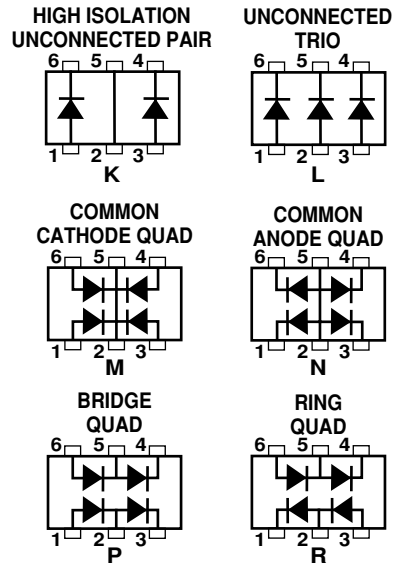 HIGH ISOLATION
UNCONNECTED PAIR
6 5 4
1 2 3
K
UNCONNECTED
TRIO
6 5 4
1 2 3
L
COMMON
CATHODE QUAD
6 5 4
1 2 3
M
COMMON
ANODE QUAD
6 5 4
1 2 3
N
BRIDGE
QUAD
6 5 4
1 2 3
P
RING
QUAD
6 5 4
1 2 3
R